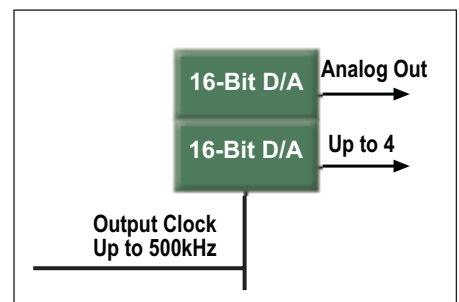 16-Bit D/A
Analog Out
16-Bit D/A
Up to 4
Output Clock
Up to 500kHz